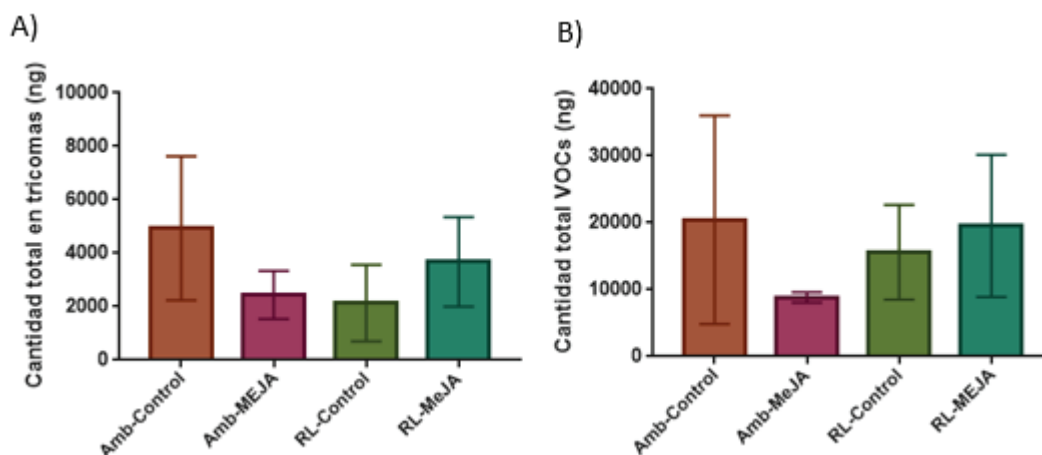 A)
Cantidad total en tricomas (ng)
10000
8000
6000
4000
2000
0
Amb-Control
Amb-MEJA
RL-Control
RL-MeJA
B)
Cantidad total VOCs (ng)
40000
30000
20000
10000
0
Amb-Control
Amb-MeJA
RL-Control
RL-MEJA